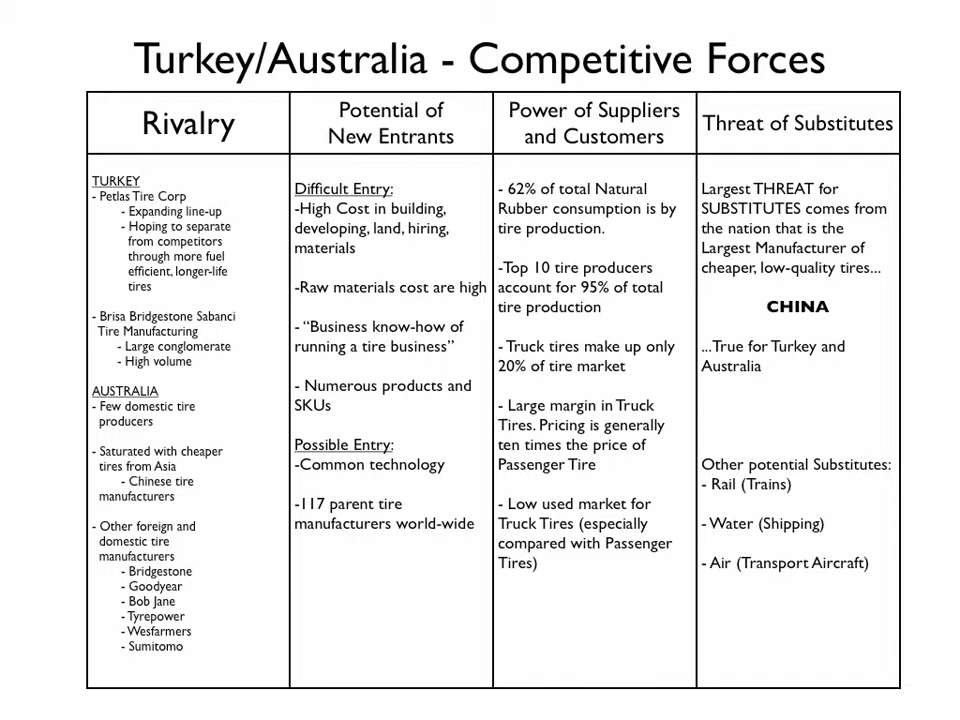 Turkey/Australia - Competitive Forces
Rivalry
Potential of
New Entrants
Power of Suppliers
and Customers
Threat of Substitutes
TURKEY
- Petlas Tire Corp
- Expanding line-up
- Hoping to separate
from competitors
through more fuel
efficient, longer-life
tires
- Brisa Bridgestone Sabanci
Tire Manufacturing
- Large conglomerate
- High volume
AUSTRALIA
- Few domestic tire
producers
- Saturated with cheaper
tires from Asia
- Chinese tire
manufacturers
- Other foreign and
domestic tire
manufacturers
- Bridgestone
- Goodyear
- Bob Jane
- Tyrepower
- Wesfarmers
- Sumitomo
Difficult Entry:
-High Cost in building,
developing, land, hiring,
materials
-Raw materials cost are high
- “Business know-how of
running a tire business”
- Numerous products and
SKUs
Possible Entry:
-Common technology
-117 parent tire
manufacturers world-wide
- 62% of total Natural
Rubber consumption is by
tire production.
-Top 10 tire producers
account for 95% of total
tire production
- Truck tires make up only
20% of tire market
- Large margin in Truck
Tires. Pricing is generally
ten times the price of
Passenger Tire
- Low used market for
Truck Tires (especially
compared with Passenger
Tires)
Largest THREAT for
SUBSTITUTES comes from
the nation that is the
Largest Manufacturer of
cheaper, low-quality tires...
CHINA
...True for Turkey and
Australia
Other potential Substitutes:
- Rail (Trains)
- Water (Shipping)
- Air (Transport Aircraft)